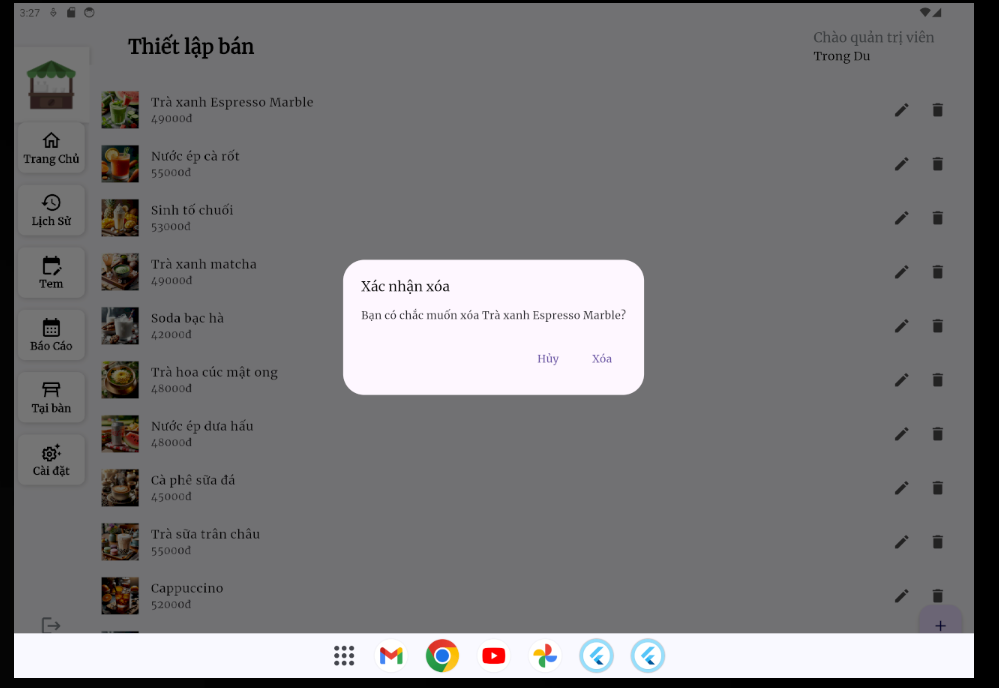 3:27
Thiết lập bán
Chào quản trị viên
Trong Du
Trang Chủ
Lịch Sử
Tem
Báo Cáo
Tại bàn
Cài đặt
Trà xanh Espresso Marble
49000đ
Nước ép cà rốt
55000đ
Sinh tố chuối
53000đ
Trà xanh matcha
49000đ
Soda bạc hà
42000đ
Trà hoa cúc mật ong
48000đ
Nước ép dưa hấu
48000đ
Cà phê sữa đá
45000đ
Trà sữa trân châu
55000đ
Cappuccino
52000đ
Xác nhận xóa
Bạn có chắc muốn xóa Trà xanh Espresso Marble?
Hủy Xóa